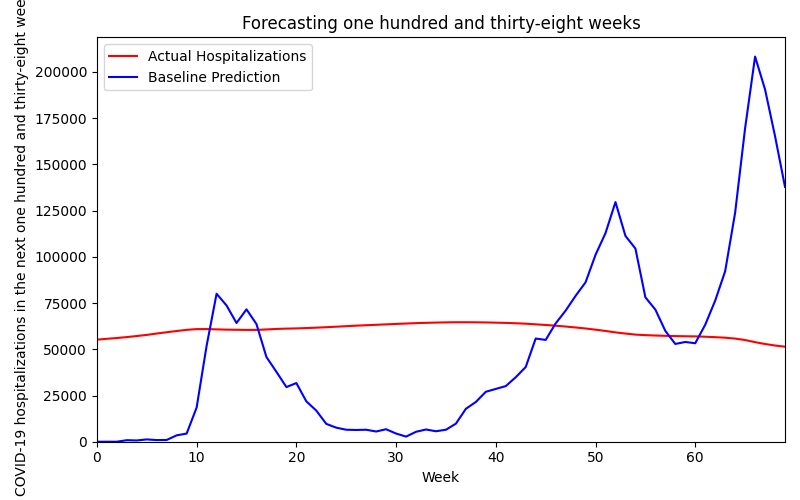 Forecasting one hundred and thirty-eight weeks
Actual Hospitalizations
Baseline Prediction
COVID-19 hospitalizations in the next one hundred and thirty-eight
200000
175000
150000
125000
100000
75000
50000
25000
0
0 10 20 30 40 50 60
Week